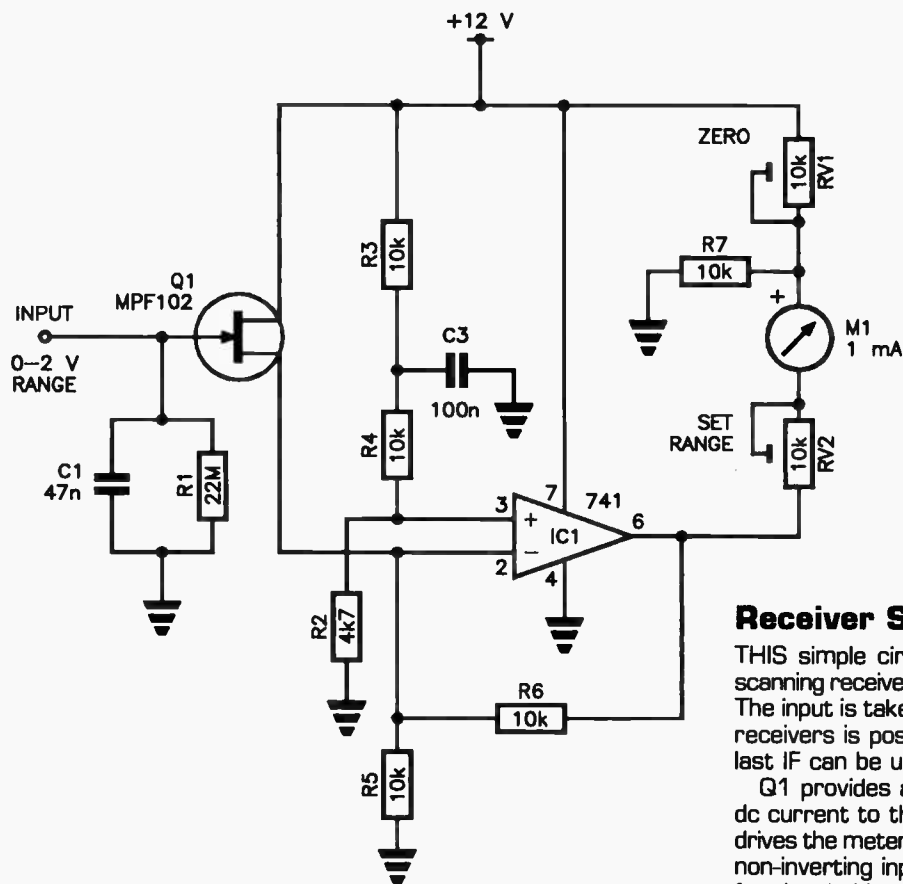 +12 V
ZERO
10k
RV1
R3
10k
R7
10k
Q1
MPF102
INPUT
0–2 V
RANGE
+
M1
1 mA
C3
100n
R4
10k
SET
RANGE
10k
RV2
C1
47n
R1
22M
3
+
7
741
IC1
6
2
−
4
R2
4k7
R6
10k
R5
10k
Receiver S
THIS simple cir
scanning receive
The input is take
receivers is pos
last IF can be u
Q1 provides a
dc current to th
drives the meter
non-inverting inp